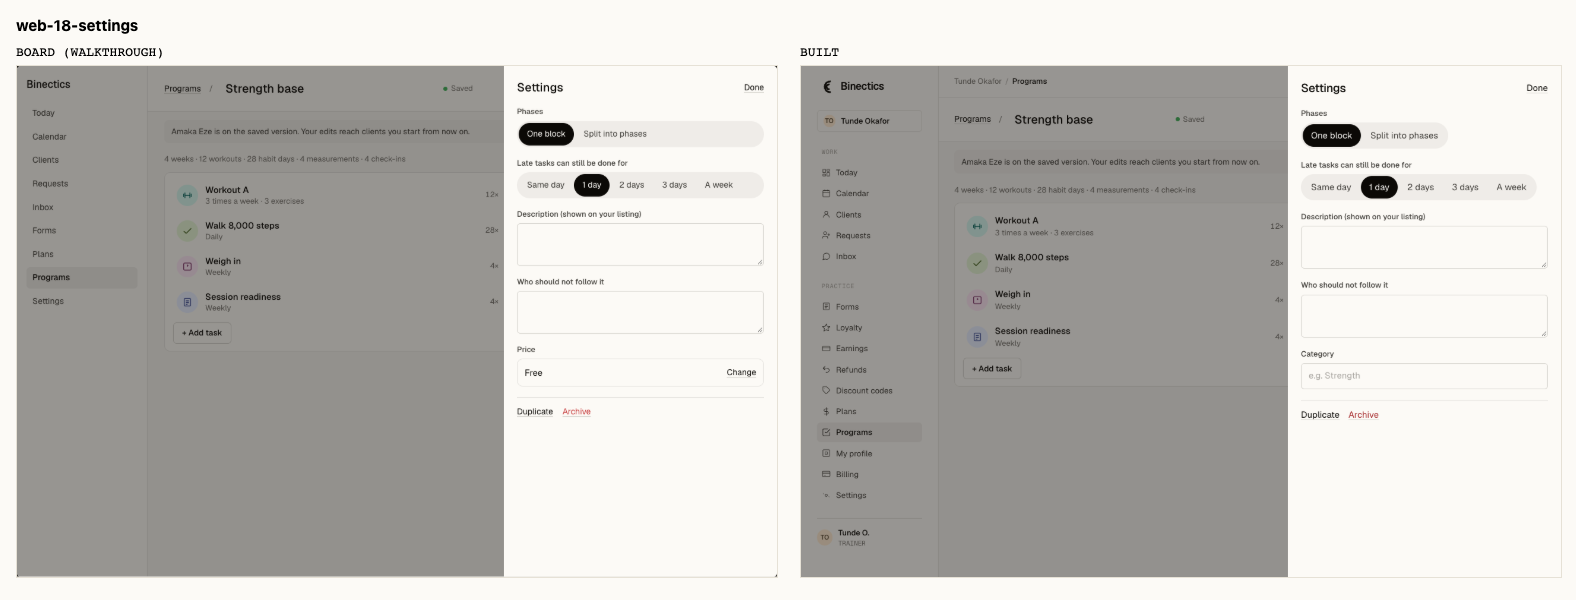 web-18-settings
BOARD (WALKTHROUGH)
Binectics
Today
Calendar
Clients
Requests
Inbox
Forms
Plans
Programs
Settings
Programs / Strength base
Saved
Amaka Eze is on the saved version. Your edits reach clients you start from now on.
4 weeks · 12 workouts · 28 habit days · 4 measurements · 4 check-ins
Workout A
3 times a week · 3 exercises
12×
Walk 8,000 steps
Daily
28×
Weigh in
Weekly
4×
Session readiness
Weekly
4×
+ Add task
Settings
Done
Phases
One block
Split into phases
Late tasks can still be done for
Same day
1 day
2 days
3 days
A week
Description (shown on your listing)
Who should not follow it
Price
Free
Change
Duplicate
Archive
BUILT
Binectics
TO
Tunde Okafor
WORK
Today
Calendar
Clients
Requests
Inbox
PRACTICE
Forms
Loyalty
Earnings
Refunds
Discount codes
Plans
Programs
My profile
Billing
Settings
TO
Tunde O.
TRAINER
Tunde Okafor / Programs
Programs / Strength base
Saved
Amaka Eze is on the saved version. Your edits reach clients you start from now on.
4 weeks · 12 workouts · 28 habit days · 4 measurements · 4 check-ins
Workout A
3 times a week · 3 exercises
12×
Walk 8,000 steps
Daily
28×
Weigh in
Weekly
4×
Session readiness
Weekly
4×
+ Add task
Settings
Done
Phases
One block
Split into phases
Late tasks can still be done for
Same day
1 day
2 days
3 days
A week
Description (shown on your listing)
Who should not follow it
Category
e.g. Strength
Duplicate
Archive